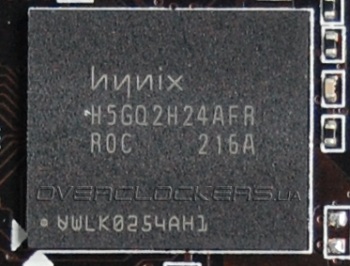 hynix
H5GQ2H24AFR
R0C 216A
OVERCLOCKERS.UA
AWLK0254AH1